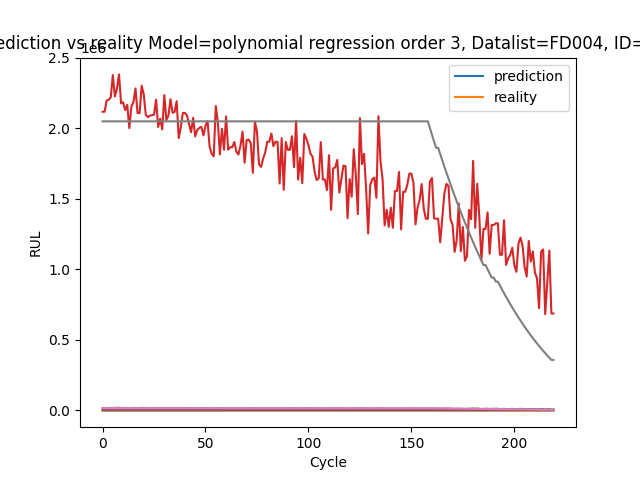 ediction vs reality Model=polynomial regression order 3, Datalist=FD004, ID=
1e6
prediction
reality
2.5
2.0
1.5
1.0
0.5
0.0
RUL
0
50
100
150
200
Cycle